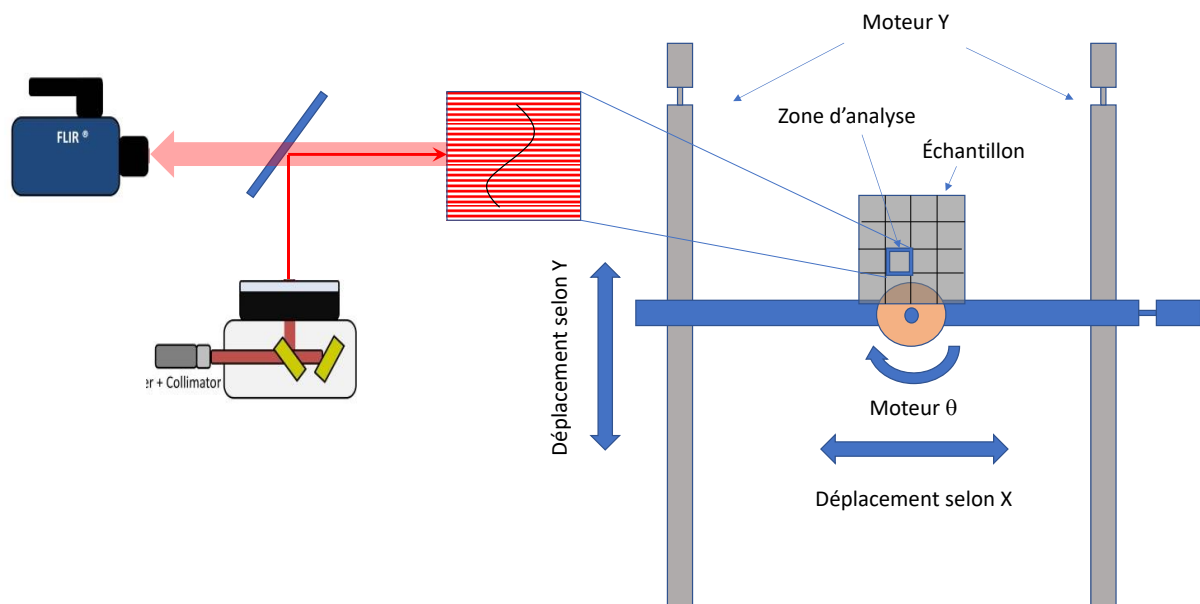 Moteur Y
Zone d'analyse
FLIR ®
Échantillon
Déplacement selon Y
er + Collimator
Moteur θ
Déplacement selon X